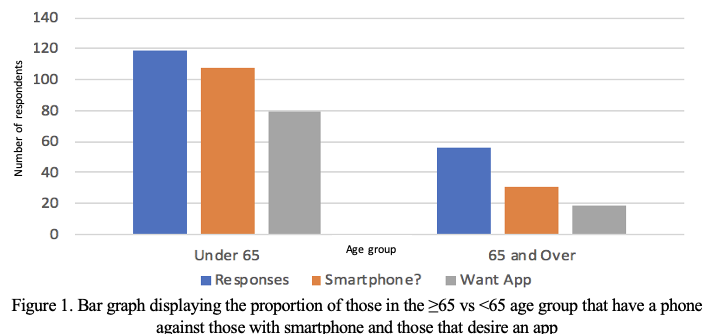 140
120
100
80
60
40
20
0
Number of respondents
Under 65
Age group
65 and Over
Responses
Smartphone?
Want App
Figure 1. Bar graph displaying the proportion of those in the ≥65 vs <65 age group that have a phone
against those with smartphone and those that desire an app